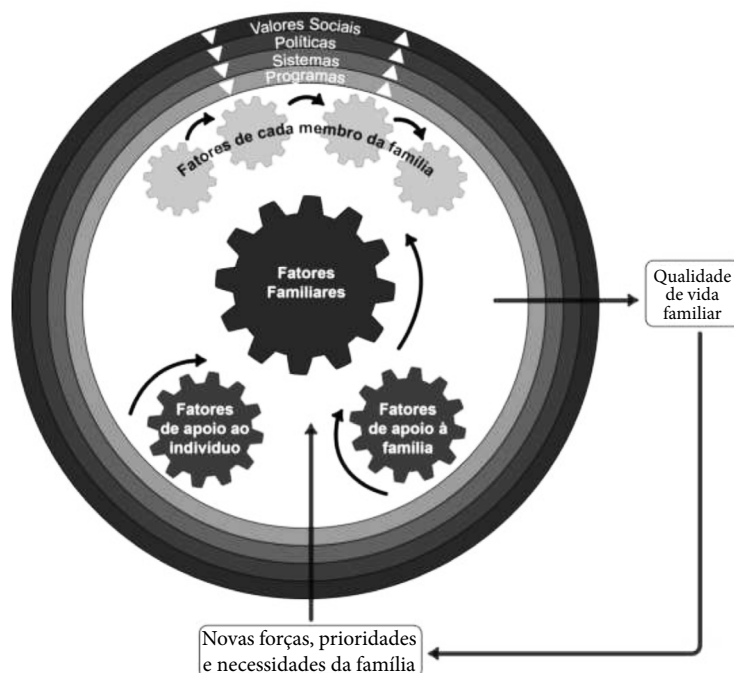 Valores Sociais
Políticas
Sistemas
Programas
Fatores de cada membro da família
Fatores
Familiares
Qualidade
de vida
familiar
Fatores
de apoio ao
indivíduo
Fatores
de apoio à
família
Novas forças, prioridades
e necessidades da família